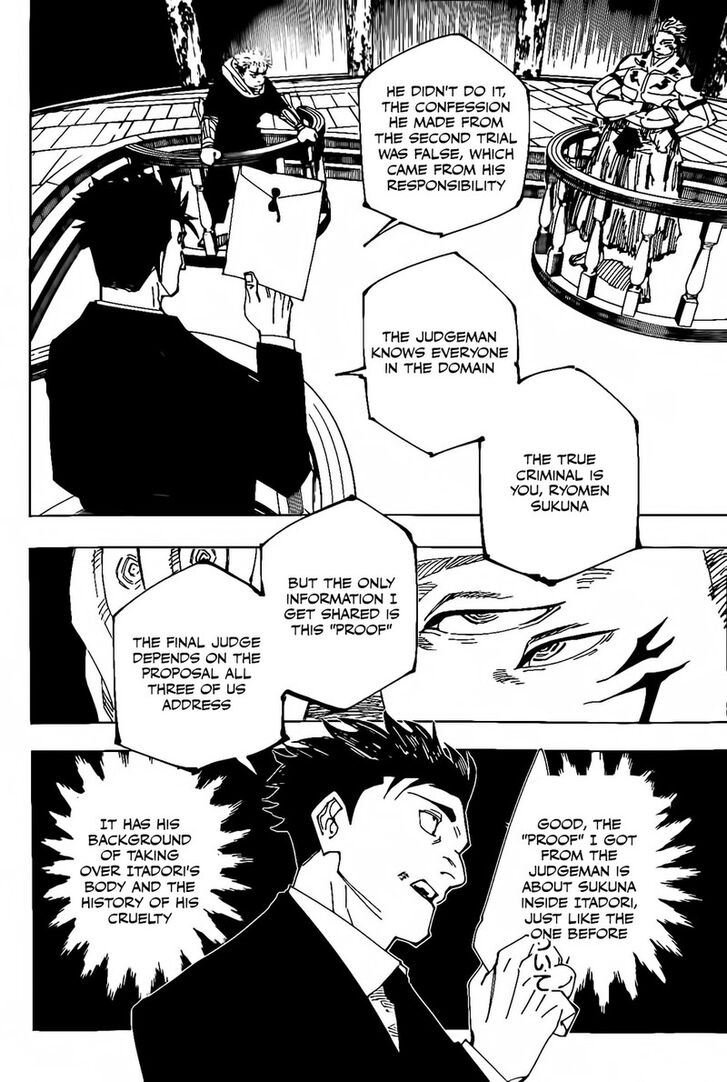 HE DIDN'T DO IT,
THE CONFESSION
HE MADE FROM
THE SECOND TRIAL
WAS FALSE, WHICH
CAME FROM HIS
RESPONSIBILITY
THE JUDGEMAN
KNOWS EVERYONE
IN THE DOMAIN
THE TRUE
CRIMINAL IS
YOU, RYOMEN
SUKUNA
BUT THE ONLY
INFORMATION I
GET SHARED IS
THIS "PROOF"
THE FINAL JUDGE
DEPENDS ON THE
PROPOSAL ALL
THREE OF US
ADDRESS
GOOD, THE
"PROOF" I GOT
FROM THE
JUDGEMAN IS
ABOUT SUKUNA
INSIDE ITADORI,
JUST LIKE THE
ONE BEFORE
ついて
IT HAS HIS
BACKGROUND
OF TAKING
OVER ITADORI'S
BODY AND THE
HISTORY OF HIS
CRUELTY